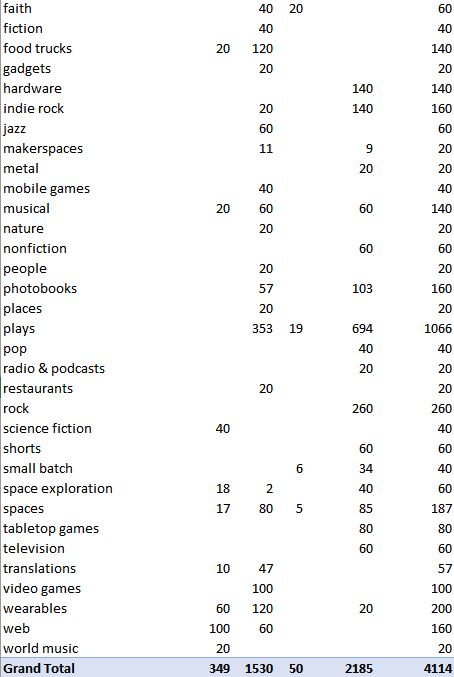 faith 40 20 60
fiction 40 40
food trucks 20 120 140
gadgets 20 20
hardware 140 140
indie rock 20 140 160
jazz 60 60
makerspaces 11 9 20
metal 20 20
mobile games 40 40
musical 20 60 60 140
nature 20 20
nonfiction 60 60
people 20 20
photobooks 57 103 160
places 20 20
plays 353 19 694 1066
pop 40 40
radio & podcasts 20 20
restaurants 20 20
rock 260 260
science fiction 40 40
shorts 60 60
small batch 6 34 40
space exploration 18 2 40 60
spaces 17 80 5 85 187
tabletop games 80 80
television 60 60
translations 10 47 57
video games 100 100
wearables 60 120 20 200
web 100 60 160
world music 20 20
Grand Total 349 1530 50 2185 4114